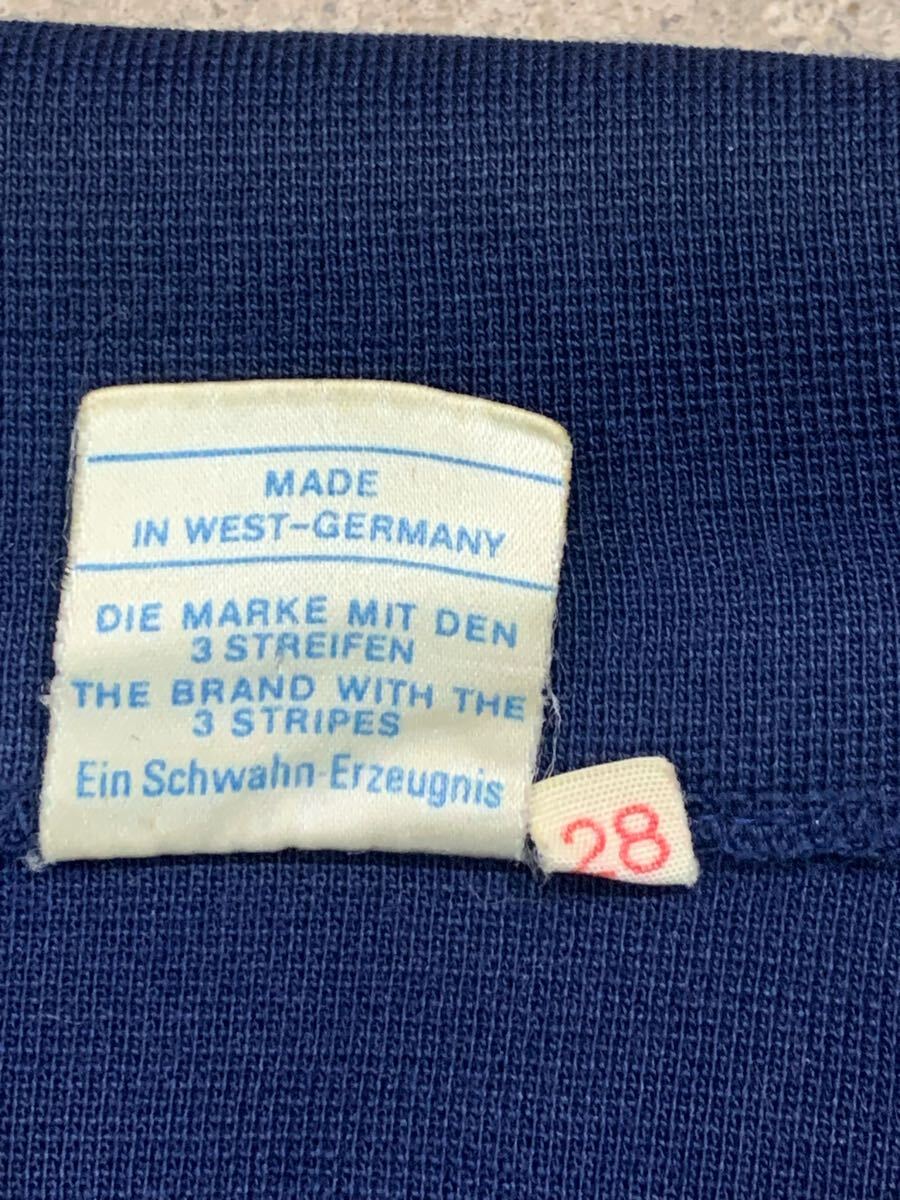 MADE
IN WEST-GERMANY
DIE MARKE MIT DEN
3 STREIFEN
THE BRAND WITH THE
3 STRIPES
Ein Schwahn-Erzeugnis
28